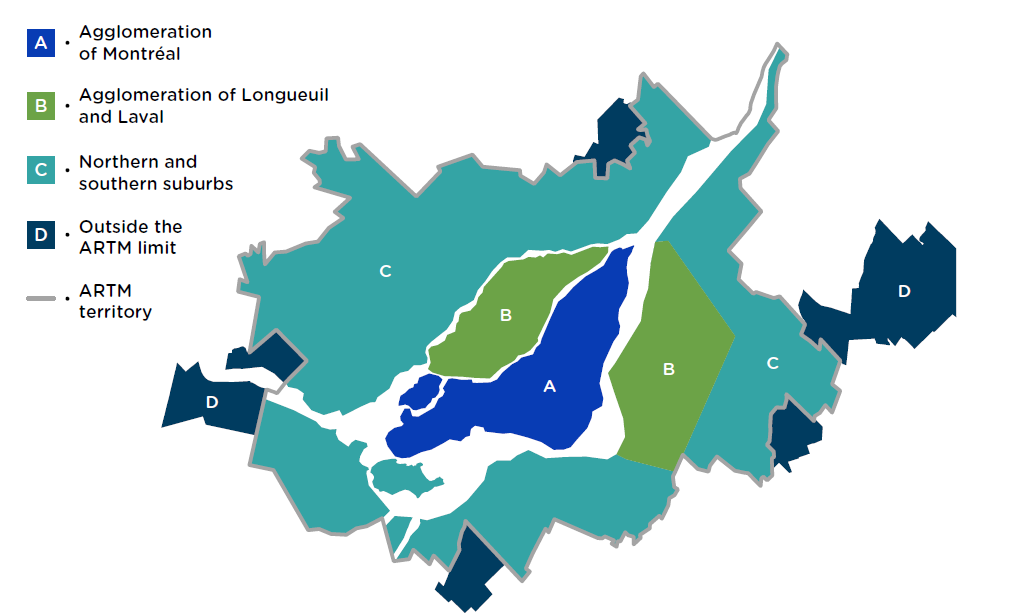 A • Agglomeration
of Montréal
B • Agglomeration of Longueuil
and Laval
C • Northern and
southern suburbs
D • Outside the
ARTM limit
• ARTM
territory
C
B
A
B
C
D
D